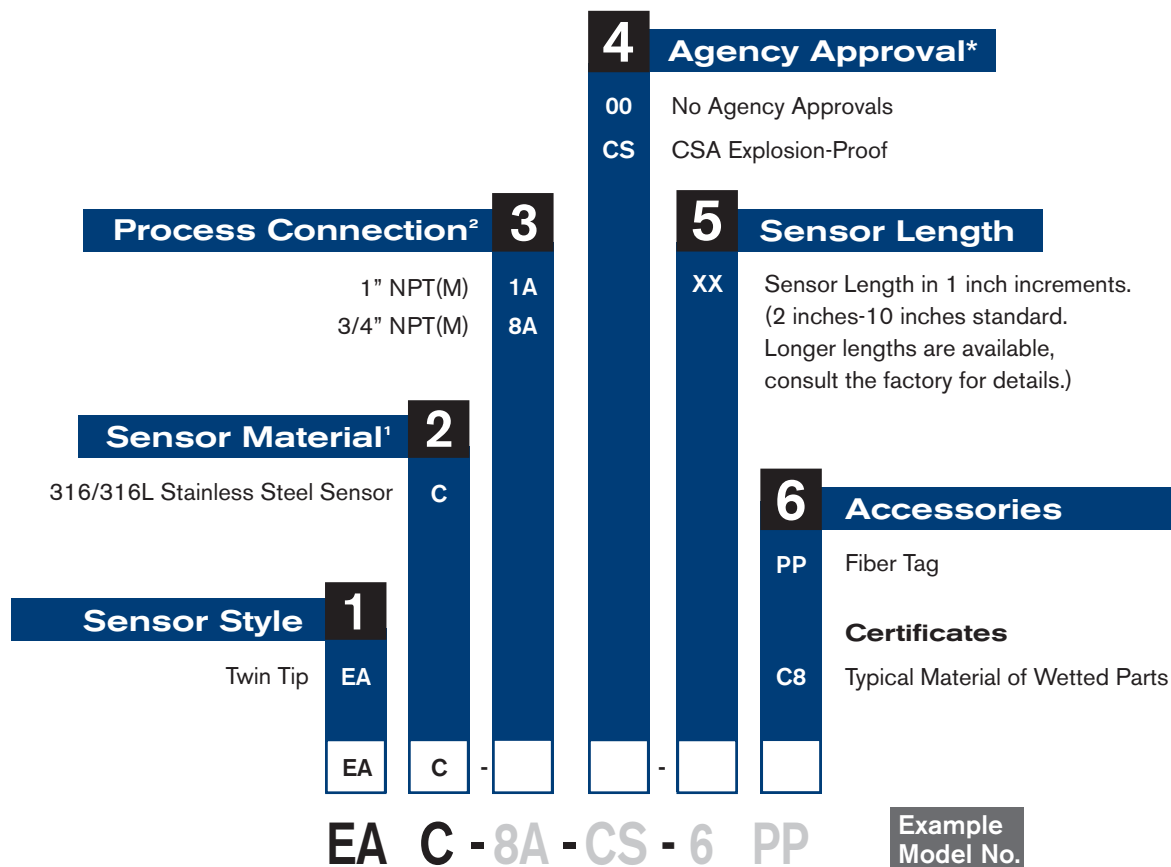 4 Agency Approval*
00 No Agency Approvals
CS CSA Explosion-Proof
Process Connection² 3
1” NPT(M) 1A
3/4” NPT(M) 8A
5 Sensor Length
XX Sensor Length in 1 inch increments.
(2 inches-10 inches standard.
Longer lengths are available,
consult the factory for details.)
Sensor Material¹ 2
316/316L Stainless Steel Sensor C
6 Accessories
PP Fiber Tag
Certificates
C8 Typical Material of Wetted Parts
Sensor Style 1
Twin Tip EA
EA C - -
EA C - 8A - CS - 6 PP
Example
Model No.